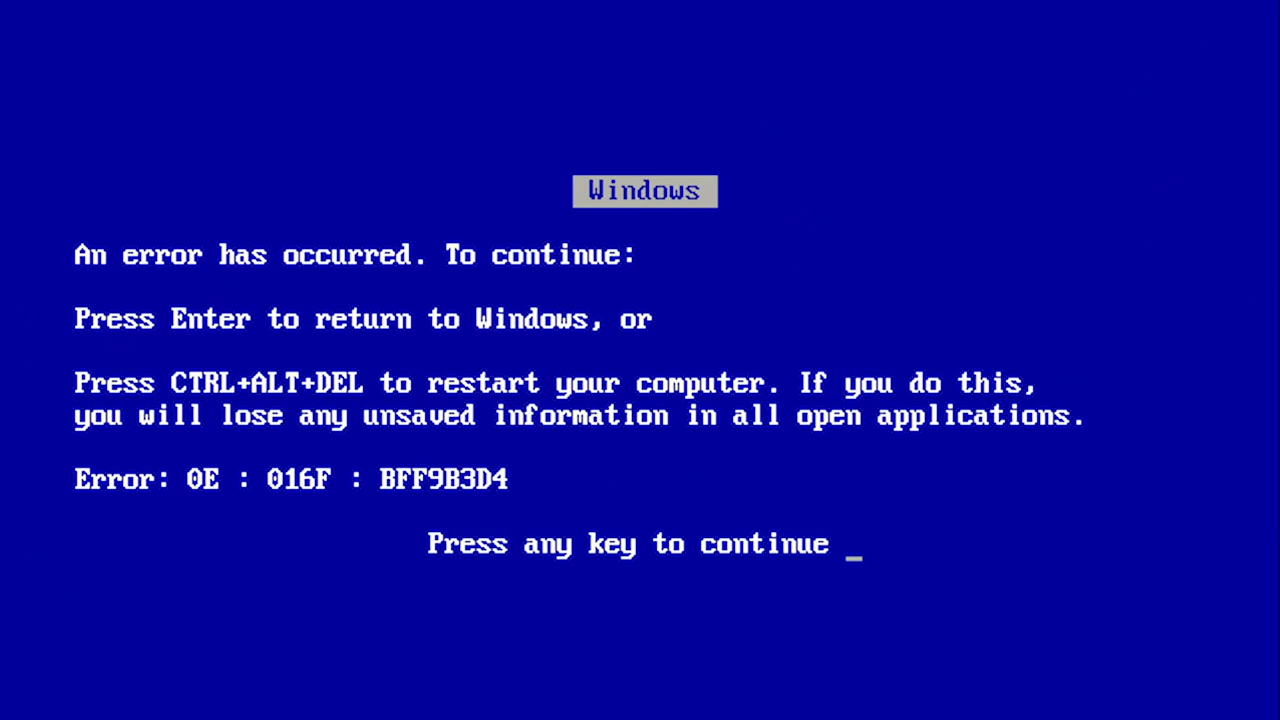 Windows
An error has occurred. To continue:
Press Enter to return to Windows, or
Press CTRL+ALT+DEL to restart your computer. If you do this,
you will lose any unsaved information in all open applications.
Error: 0E : 016F : BFF9B3D4
Press any key to continue _